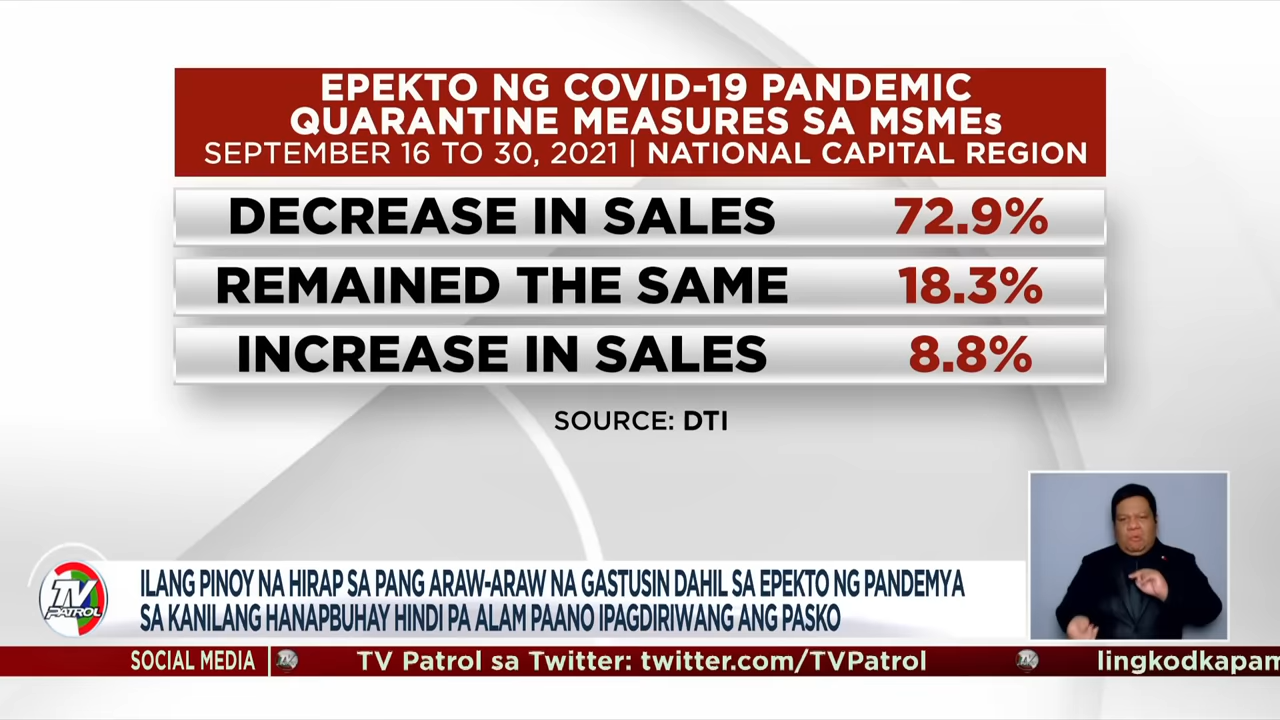 EPEKTO NG COVID-19 PANDEMIC
QUARANTINE MEASURES SA MSMEs
SEPTEMBER 16 TO 30, 2021 | NATIONAL CAPITAL REGION
DECREASE IN SALES 72.9%
REMAINED THE SAME 18.3%
INCREASE IN SALES 8.8%
SOURCE: DTI
TV PATROL
ILANG PINOY NA HIRAP SA PANG ARAW-ARAW NA GASTUSIN DAHIL SA EPEKTO NG PANDEMYA
SA KANILANG HANAPBUHAY HINDI PA ALAM PAANO IPAGDIRIWANG ANG PASKO
SOCIAL MEDIA | TV Patrol sa Twitter: twitter.com/TVPatrol lingkodkapam